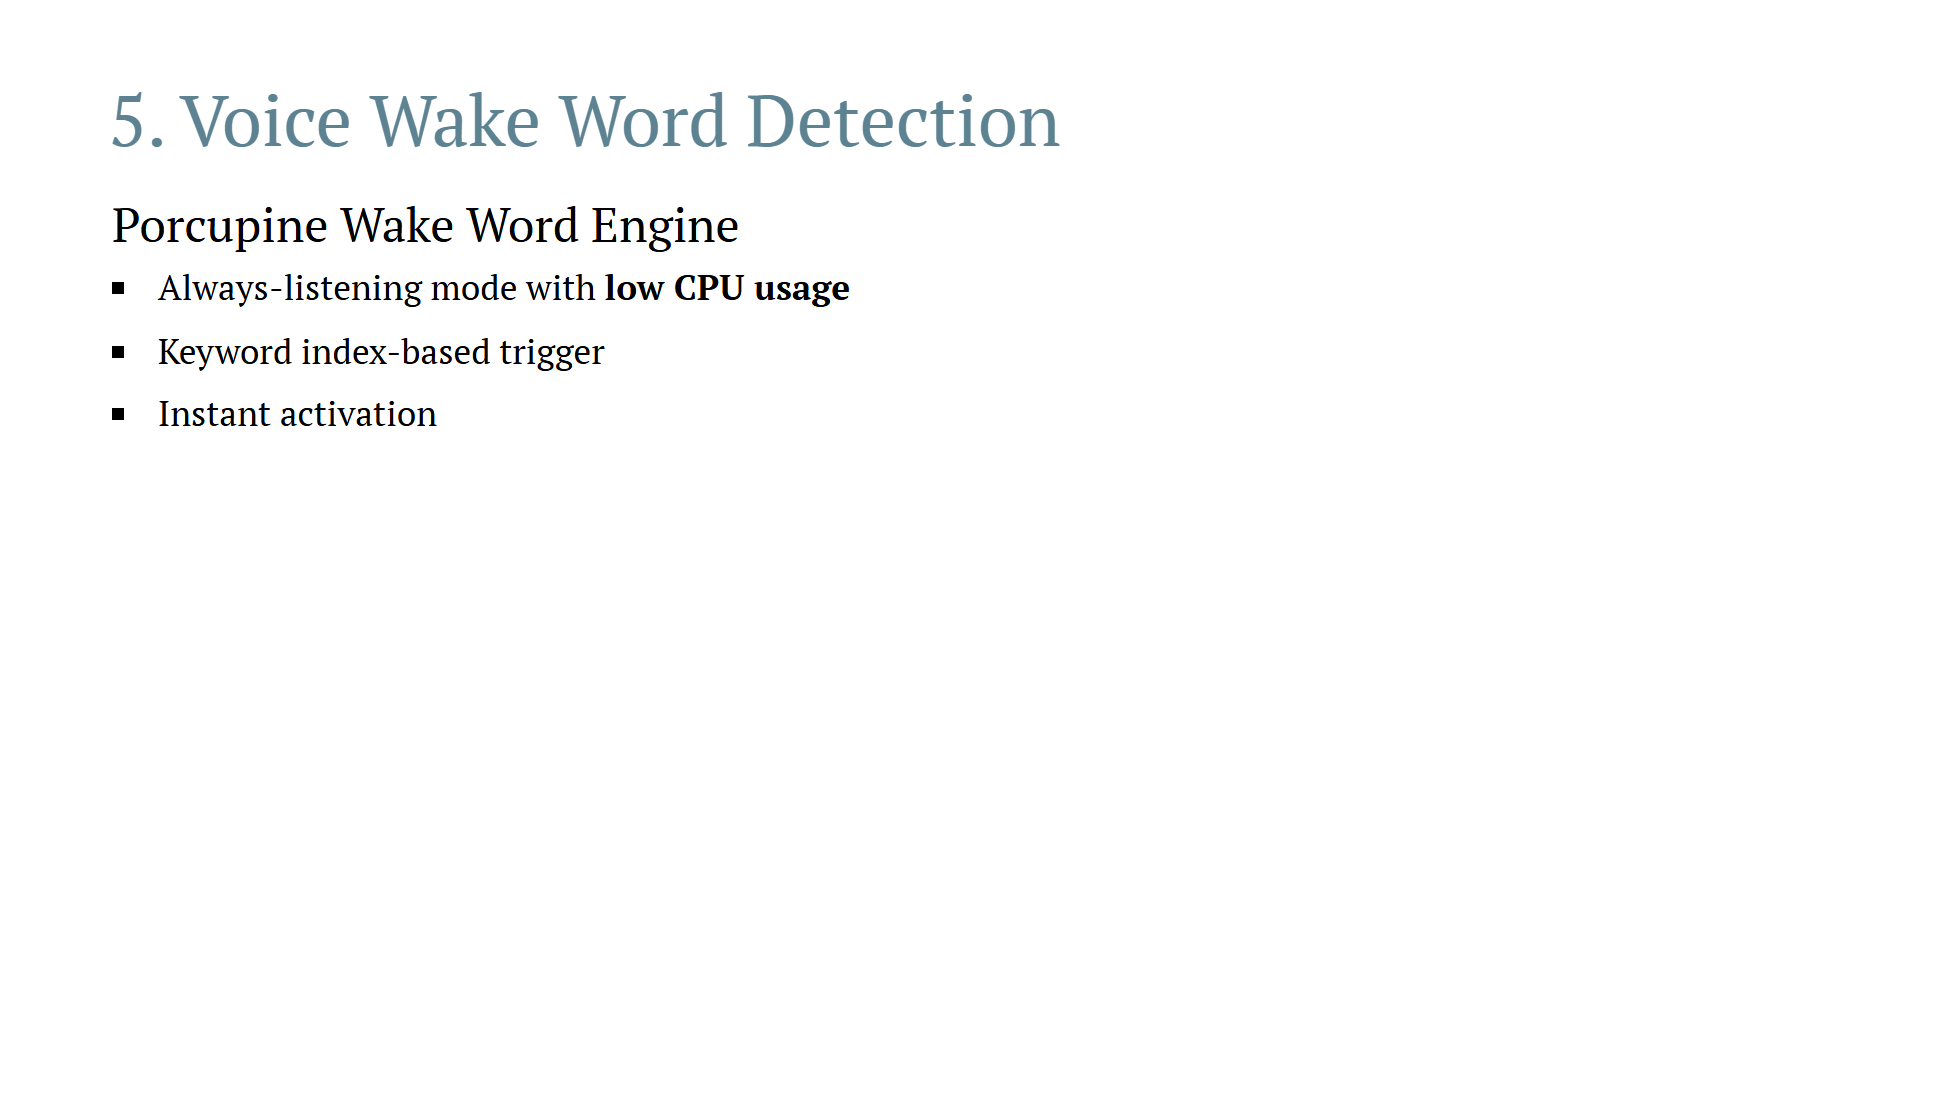 5. Voice Wake Word Detection
Porcupine Wake Word Engine
▪ Always-listening mode with low CPU usage
▪ Keyword index-based trigger
▪ Instant activation